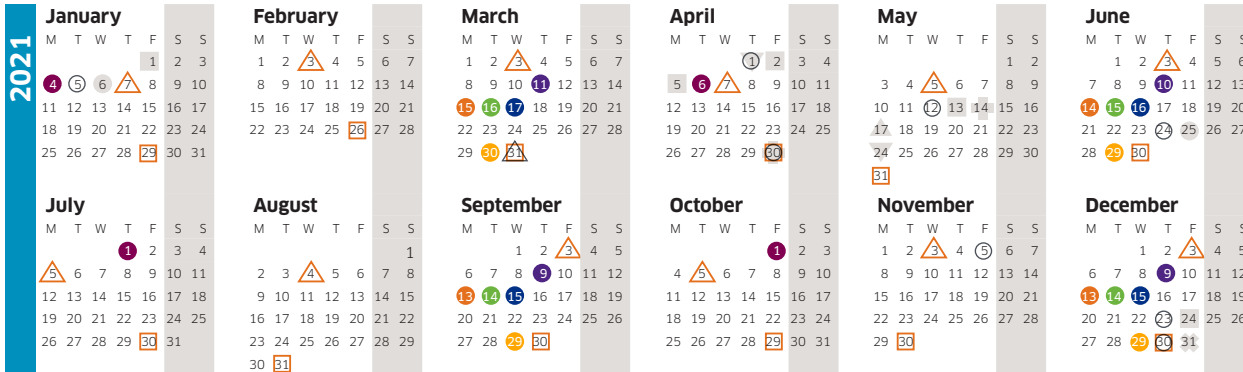 2021
January
M T W T F S S
1 2 3
4 5 6 7 8 9 10
11 12 13 14 15 16 17
18 19 20 21 22 23 24
25 26 27 28 29 30 31
February
M T W T F S S
1 2 3 4 5 6 7
8 9 10 11 12 13 14
15 16 17 18 19 20 21
22 23 24 25 26 27 28
March
M T W T F S S
1 2 3 4 5 6 7
8 9 10 11 12 13 14
15 16 17 18 19 20 21
22 23 24 25 26 27 28
29 30 31
April
M T W T F S S
1 2 3 4
5 6 7 8 9 10 11
12 13 14 15 16 17 18
19 20 21 22 23 24 25
26 27 28 29 30
May
M T W T F S S
1 2
3 4 5 6 7 8 9
10 11 12 13 14 15 16
17 18 19 20 21 22 23
24 25 26 27 28 29 30
31
June
M T W T F S S
1 2 3 4 5 6
7 8 9 10 11 12 13
14 15 16 17 18 19 20
21 22 23 24 25 26 27
28 29 30
July
M T W T F S S
1 2 3 4
5 6 7 8 9 10 11
12 13 14 15 16 17 18
19 20 21 22 23 24 25
26 27 28 29 30 31
August
M T W T F S S
1
2 3 4 5 6 7 8
9 10 11 12 13 14 15
16 17 18 19 20 21 22
23 24 25 26 27 28 29
30 31
September
M T W T F S S
1 2 3 4 5
6 7 8 9 10 11 12
13 14 15 16 17 18 19
20 21 22 23 24 25 26
27 28 29 30
October
M T W T F S S
1 2 3
4 5 6 7 8 9 10
11 12 13 14 15 16 17
18 19 20 21 22 23 24
25 26 27 28 29 30 31
November
M T W T F S S
1 2 3 4 5 6 7
8 9 10 11 12 13 14
15 16 17 18 19 20 21
22 23 24 25 26 27 28
29 30
December
M T W T F S S
1 2 3 4 5
6 7 8 9 10 11 12
13 14 15 16 17 18 19
20 21 22 23 24 25 26
27 28 29 30 31